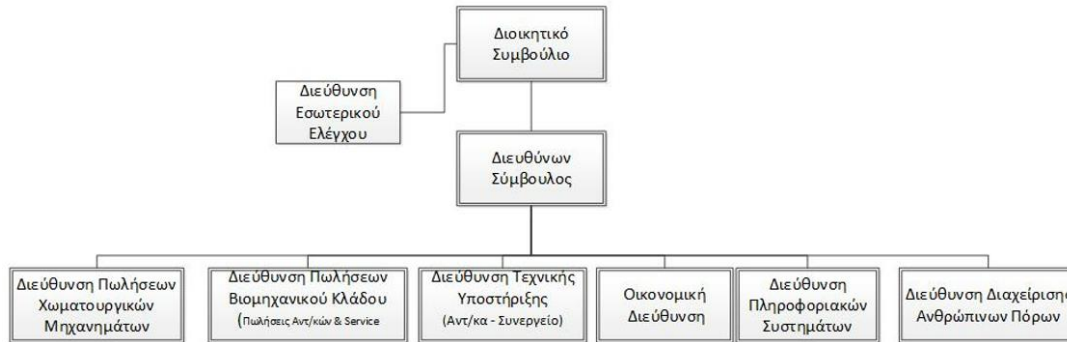 Διοικητικό
Συμβούλιο
Διεύθυνση
Εσωτερικού
Ελέγχου
Διευθύνων
Σύμβουλος
Διεύθυνση Πωλήσεων
Χωματουργικών
Μηχανημάτων
Διεύθυνση Πωλήσεων
Βιομηχανικού Κλάδου
(Πωλήσεις Αντ/κών & Service
Διεύθυνση Τεχνικής
Υποστήριξης
(Αντ/κα - Συνεργείο)
Οικονομική
Διεύθυνση
Διεύθυνση
Πληροφοριακών
Συστημάτων
Διεύθυνση Διαχείρισης
Ανθρώπινων Πόρων